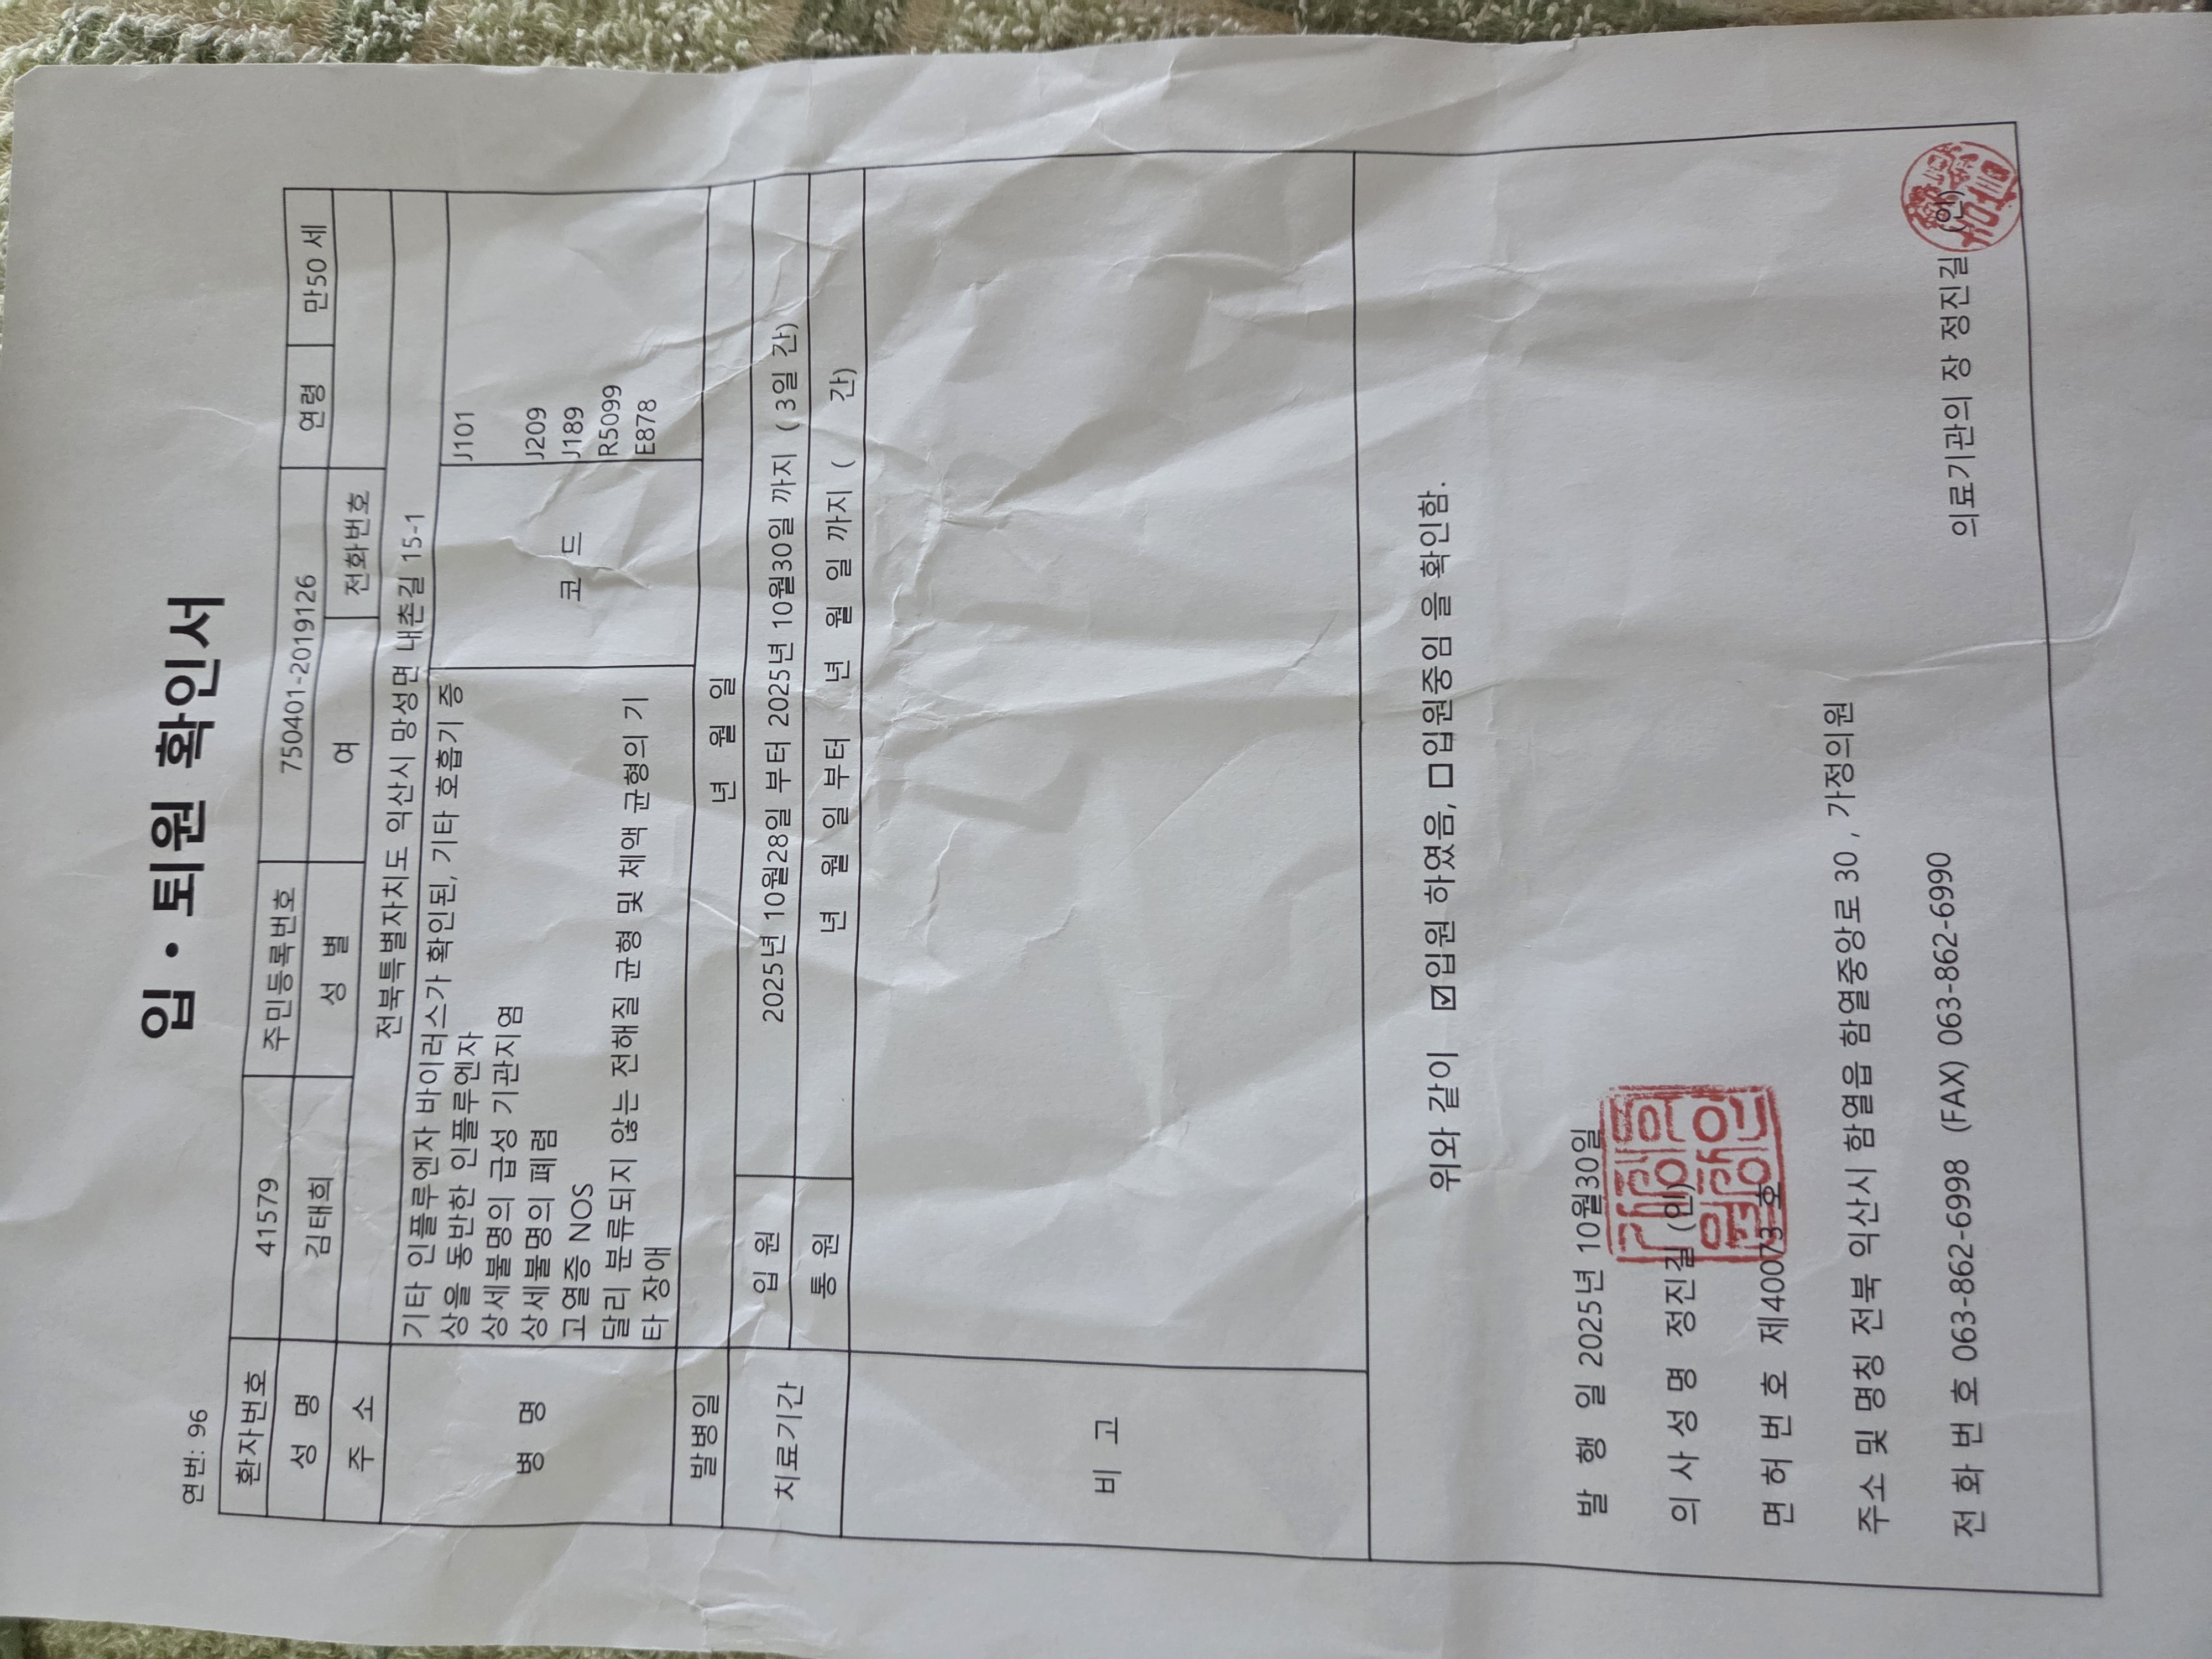 연번: 96
입 · 퇴원 확인서
환자번호 41579 주민등록번호 750401-2019126 연령 만50 세
성 명 김태희 성 별 여 전화번호
주 소 전북특별자치도 익산시 망성면 내촌길 15-1
병 명 기타 인플루엔자 바이러스가 확인된, 기타 호흡기 증 코 드 J101
상을 동반한 인플루엔자
상세불명의 급성 기관지염 J209
상세불명의 폐렴 J189
고열증 NOS R5099
달리 분류되지 않는 전해질 균형 및 체액 균형의 기 E878
타 장애
발병일 년 월 일
치료기간 입 원 2025년 10월28일 부터 2025년 10월30일 까지 ( 3일 간)
통 원 년 월 일 부터 년 월 일 까지 ( 간)
비 고
위와 같이 ☑입원 하였음, □입원중임 을 확인함.
발 행 일 2025년 10월30일
의 사 성 명 정진길 (인)
면 허 번 호 제40073 호
주소 및 명칭 전북 익산시 함열읍 함열중앙로 30 , 가정의원
전 화 번 호 063-862-6998 (FAX) 063-862-6990
의료기관의 장 정진길 (인)